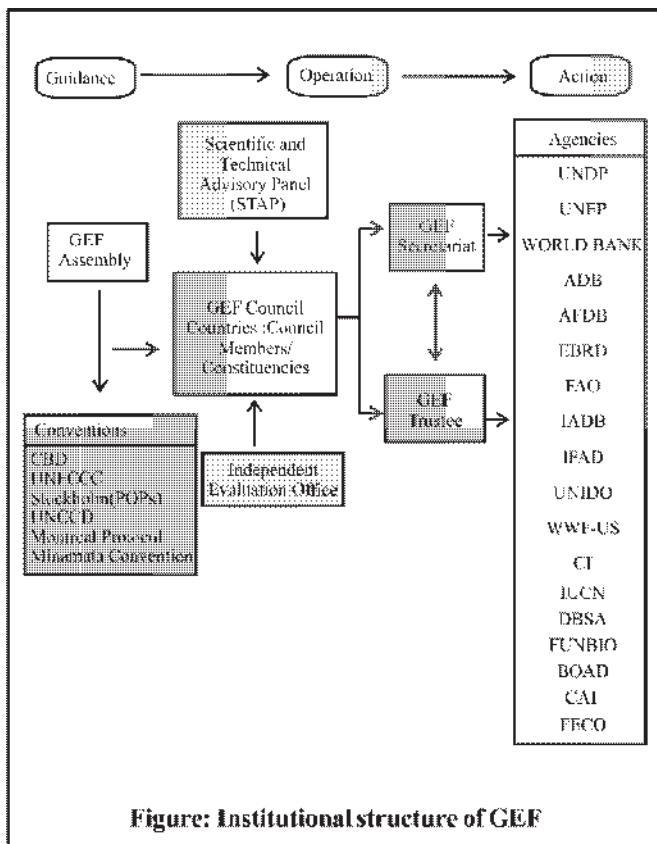 Guidance
Operation
Action
Scientific and
Technical
Advisory Panel
(STAP)
GEF
Assembly
GEF Council
Countries :Council
Members/
Constituencies
Conventions
CBD
UNFCCC
Stockholm(POPs)
UNCCD
Montreal Protocol
Minamata Convention
Independent
Evaluation Office
GEF
Secretariat
GEF
Trustee
Agencies
UNDP
UNEP
WORLD BANK
ADB
AFDB
EBRD
FAO
IADB
IFAD
UNIDO
WWF-US
CI
IUCN
DBSA
FUNBIO
BOAD
CAI
FECO
Figure: Institutional structure of GEF